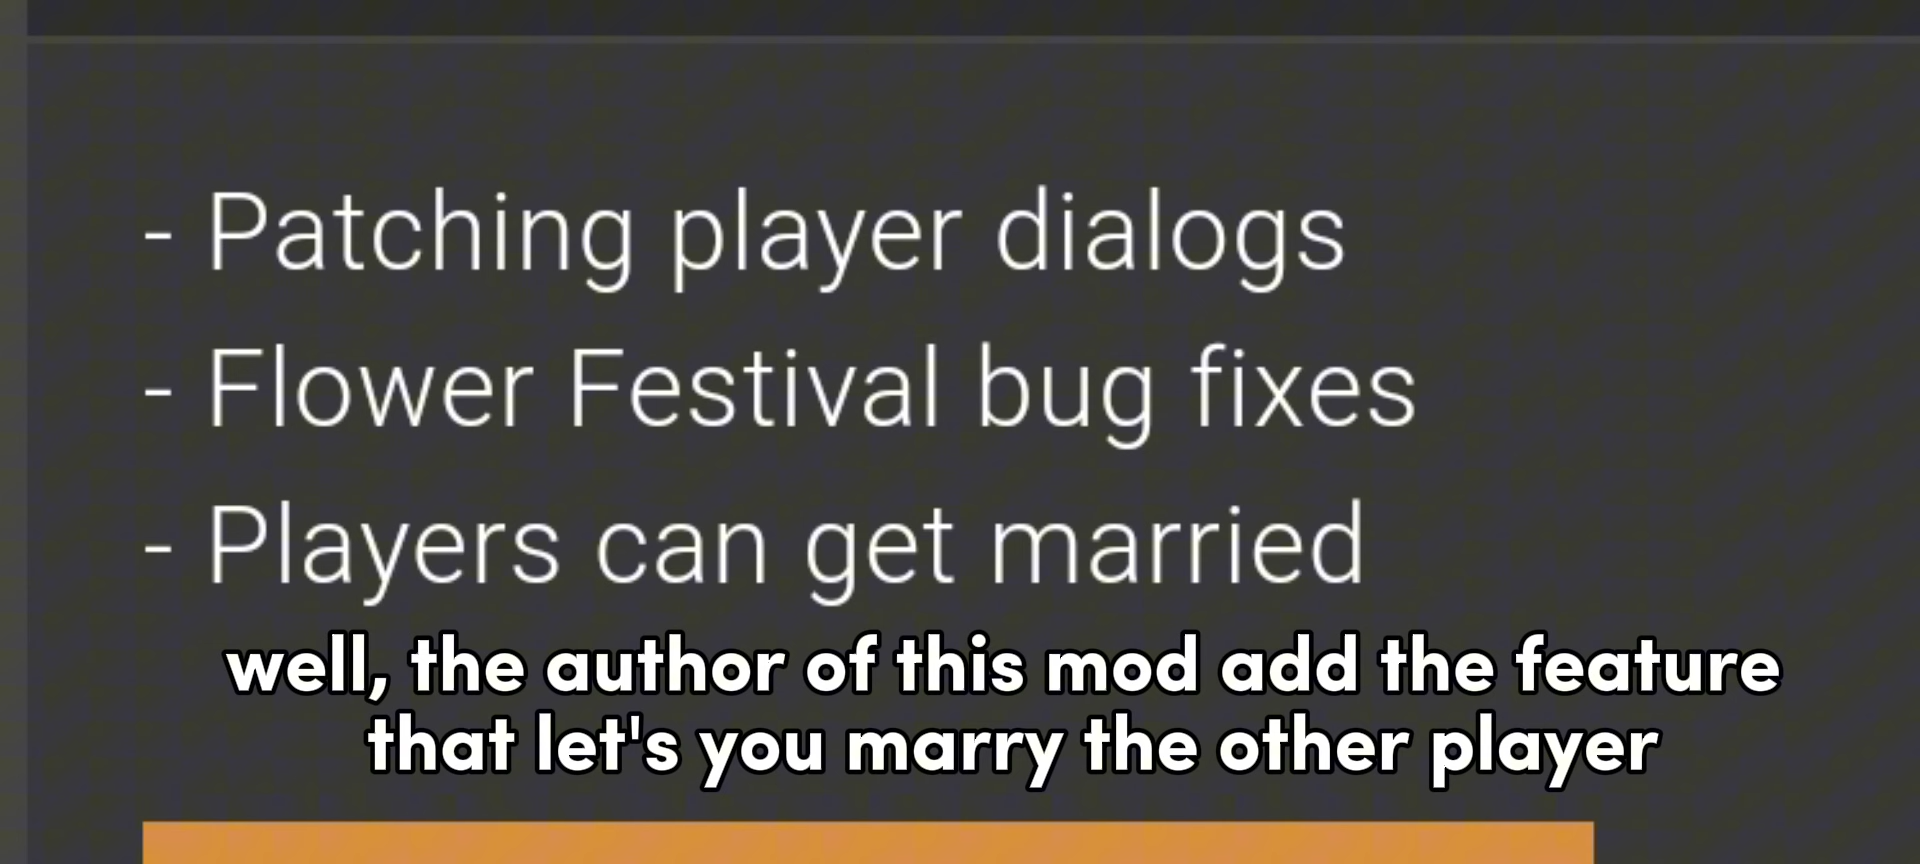 - Patching player dialogs
- Flower Festival bug fixes
- Players can get married
well, the author of this mod add the feature
that let's you marry the other player